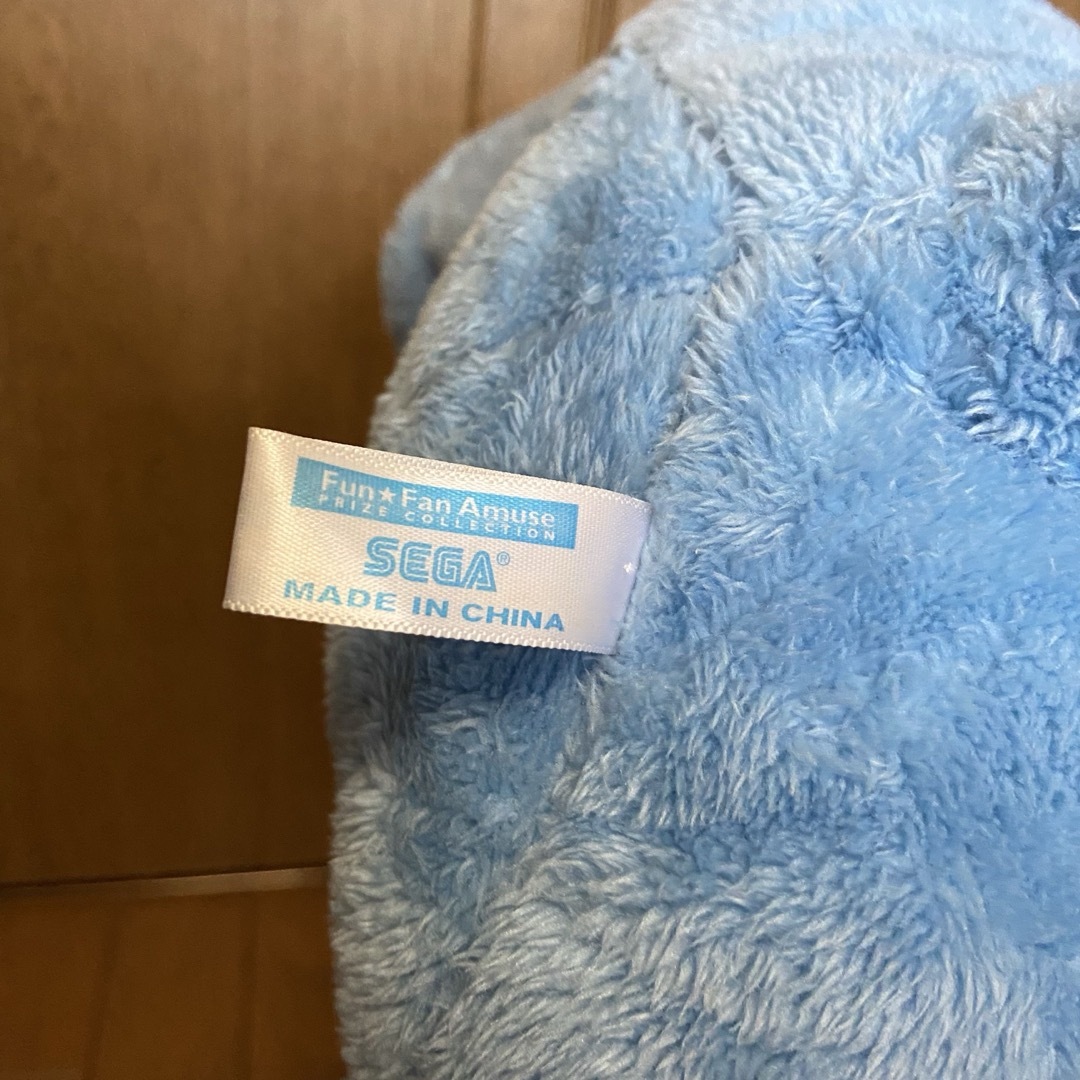 Fun★Fan Amuse
PRIZE COLLECTION
SEGA®
MADE IN CHINA